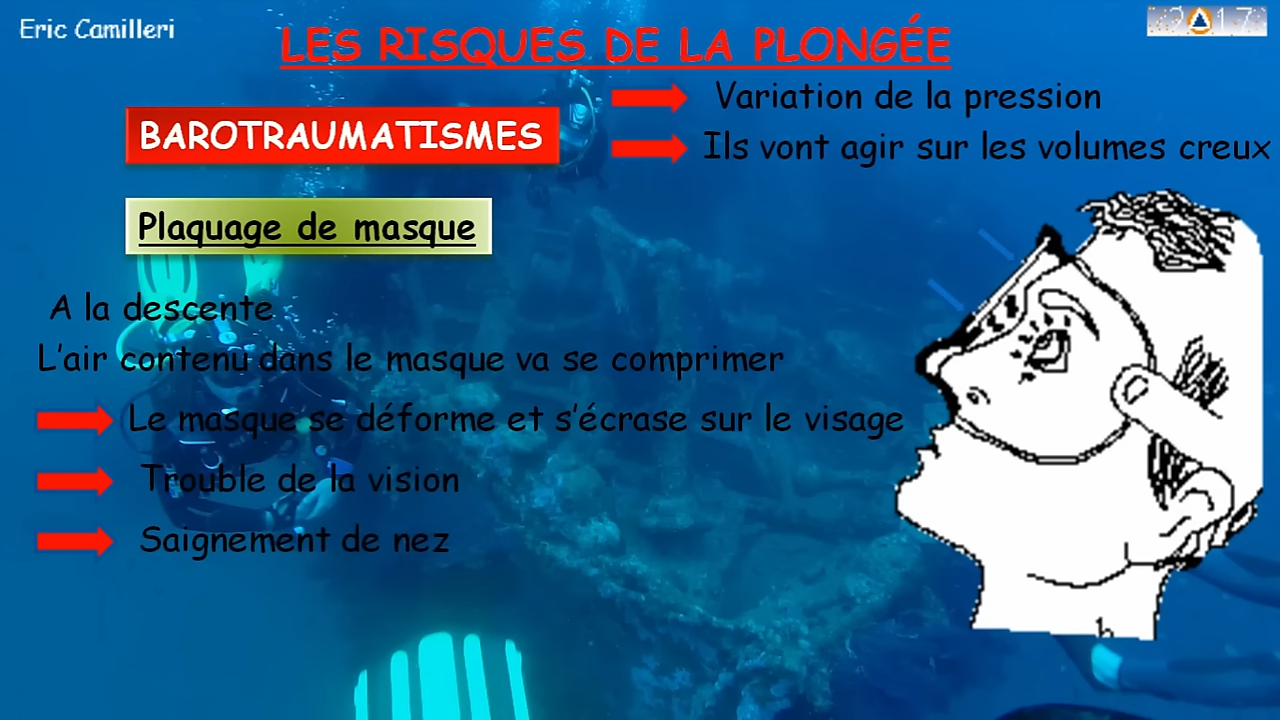 Eric Camilleri
2017
LES RISQUES DE LA PLONGÉE
BAROTRAUMATISMES
Variation de la pression
Ils vont agir sur les volumes creux
Plaquage de masque
A la descente
L'air contenu dans le masque va se comprimer
Le masque se déforme et s'écrase sur le visage
Trouble de la vision
Saignement de nez